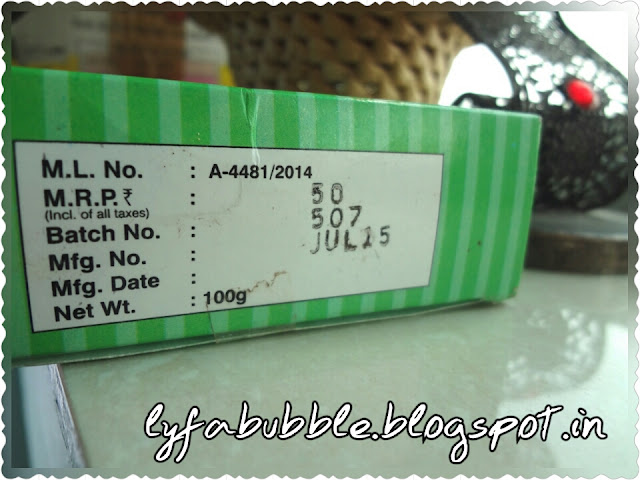 M.L. No. : A-4481/2014
M.R.P. ₹ : 50
(Incl. of all taxes)
507
Batch No. :
JUL15
Mfg. No. :
Mfg. Date :
Net Wt. : 100g
lyfabubble.blogspot.in